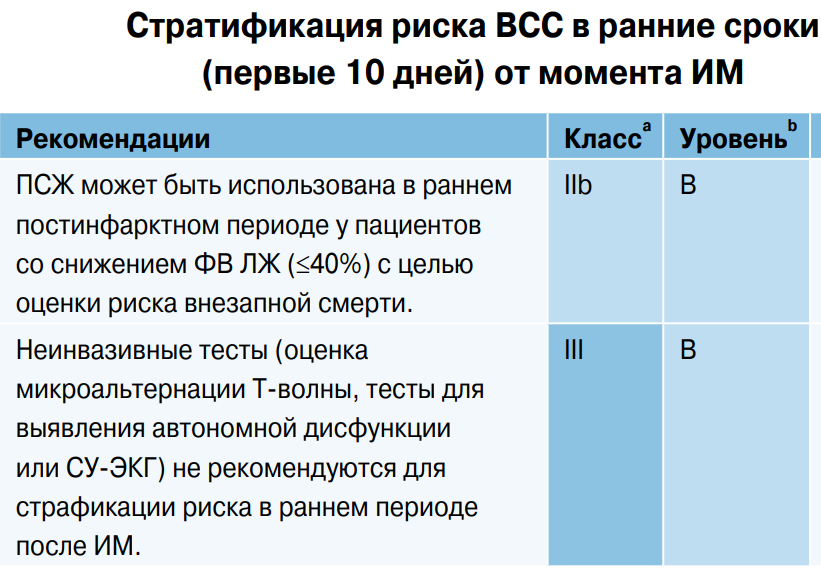 Стратификация риска ВСС в ранние сроки
(первые 10 дней) от момента ИМ
Рекомендации Классᵃ Уровеньᵇ
ПСЖ может быть использована в раннем IIb B
постинфарктном периоде у пациентов
со снижением ФВ ЛЖ (≤40%) с целью
оценки риска внезапной смерти.
Неинвазивные тесты (оценка III B
микроальтернации Т-волны, тесты для
выявления автономной дисфункции
или СУ-ЭКГ) не рекомендуются для
страфикации риска в раннем периоде
после ИМ.